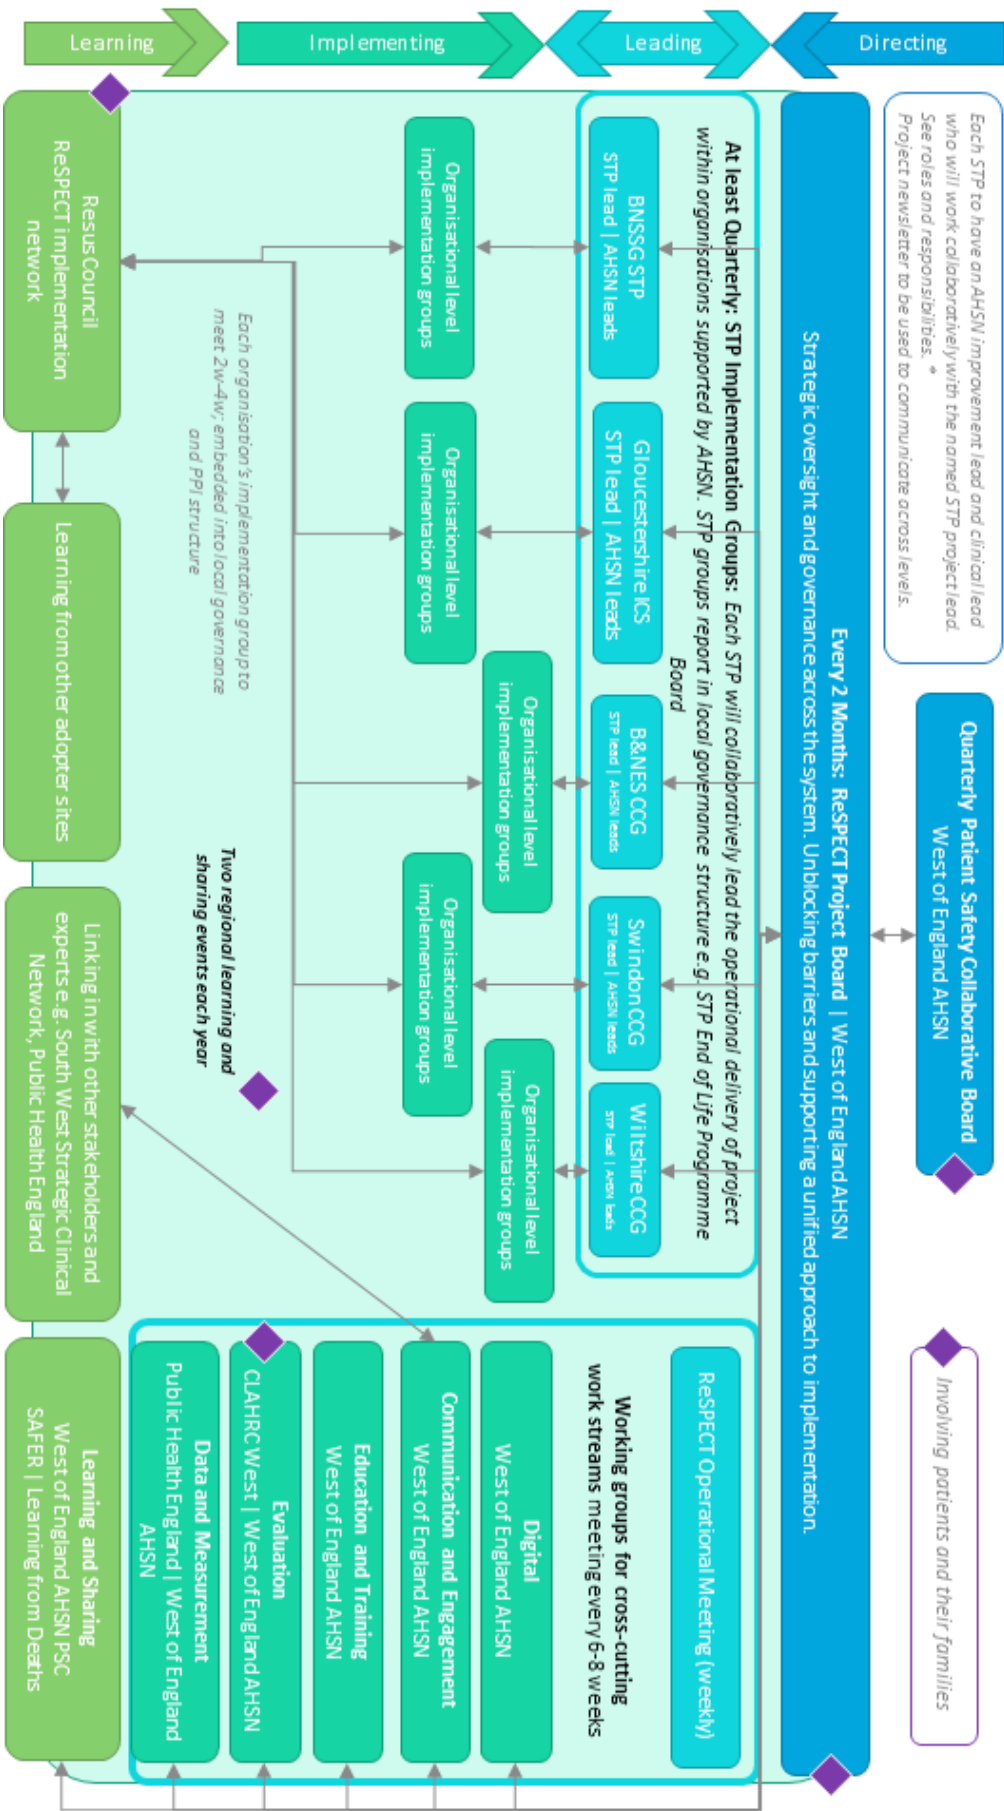 Directing
Leading
Implementing
Learning
Each STP to have an AHSN improvement lead and clinical lead
who will work collaboratively with the named STP project lead.
See roles and responsibilities. *
Project newsletter to be used to communicate across levels.
Quarterly Patient Safety Collaborative Board
West of England AHSN
Involving patients and their families
Every 2 Months: ReSPECT Project Board | West of England AHSN
Strategic oversight and governance across the system. Unblocking barriers and supporting a unified approach to implementation.
At least Quarterly: STP Implementation Groups: Each STP will collaboratively lead the operational delivery of project
within organisations supported by AHSN. STP groups report in local governance structure e.g. STP End of Life Programme
Board
BNSSG STP
STP lead | AHSN leads
Gloucestershire ICS
STP lead | AHSN leads
B&NES CCG
STP lead | AHSN leads
Swindon CCG
STP lead | AHSN leads
Wiltshire CCG
STP lead | AHSN leads
Organisational level
implementation groups
Organisational level
implementation groups
Organisational level
implementation groups
Organisational level
implementation groups
Organisational level
implementation groups
Each organisation's implementation group to
meet 2w-4w; embedded into local governance
and PPI structure
Two regional learning and
sharing events each year
ReSPECT Operational Meeting (weekly)
Working groups for cross-cutting
work streams meeting every 6-8 weeks
Digital
West of England AHSN
Communication and Engagement
West of England AHSN
Education and Training
West of England AHSN
Evaluation
CLAHRC West | West of England AHSN
Data and Measurement
Public Health England | West of England
AHSN
Resus Council
ReSPECT implementation
network
Learning from other adopter sites
Linking in with other stakeholders and
experts e.g. South West Strategic Clinical
Network, Public Health England
Learning and Sharing
West of England AHSN PSC
SAFER | Learning from Deaths